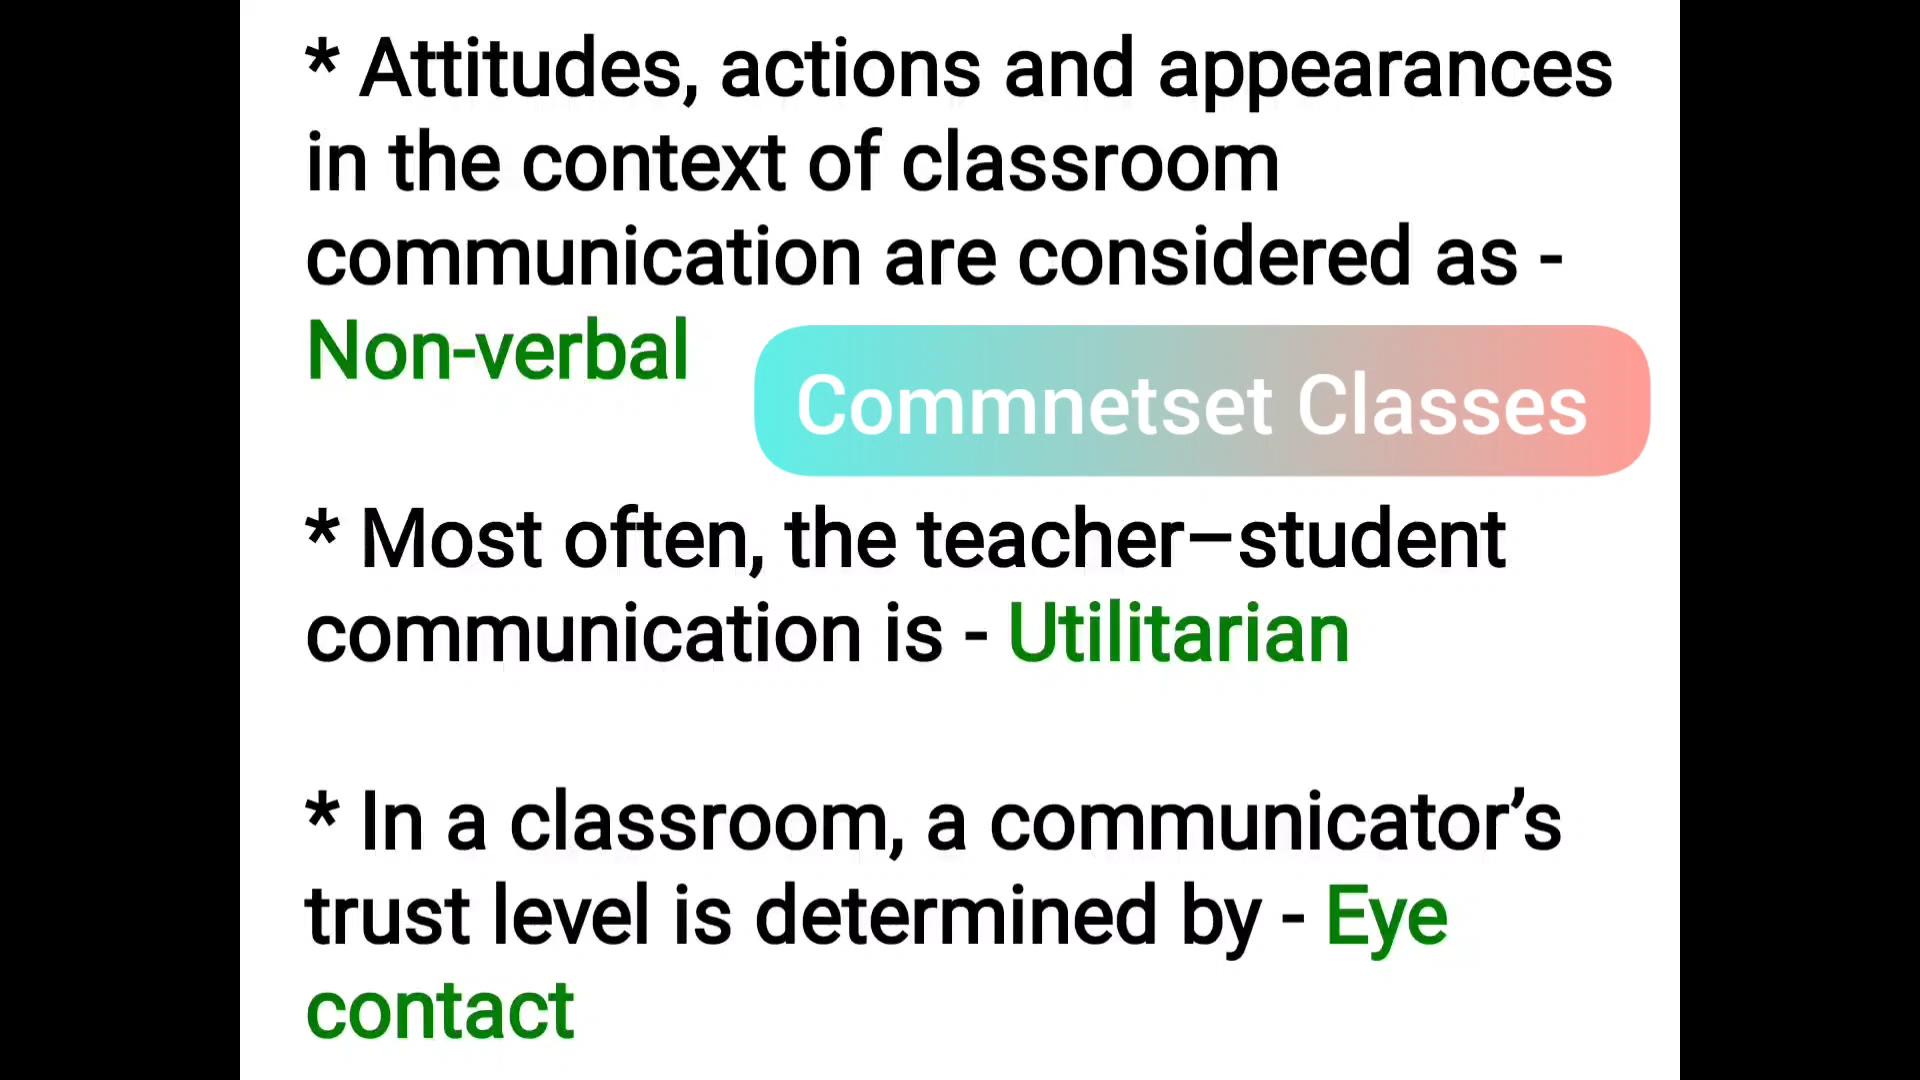 * Attitudes, actions and appearances
in the context of classroom
communication are considered as -
Non-verbal
Commnetset Classes
* Most often, the teacher–student
communication is - Utilitarian
* In a classroom, a communicator’s
trust level is determined by - Eye
contact